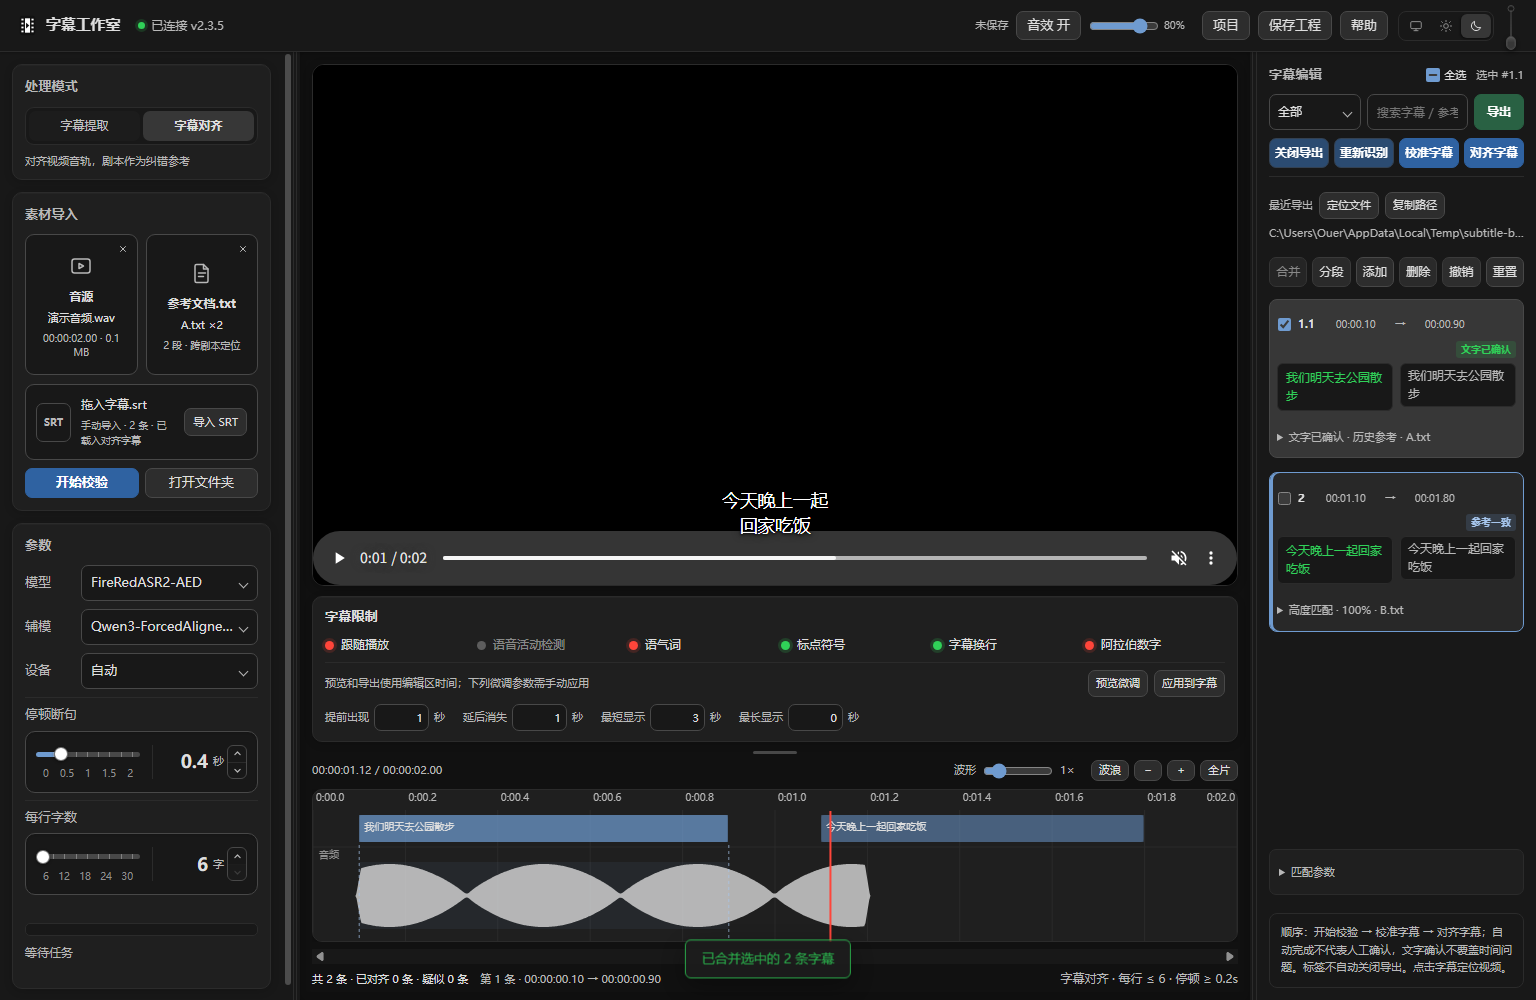 字幕工作室
已连接 v2.3.5
未保存
音效 开
80%
项目
保存工程
帮助
处理模式
字幕提取
字幕对齐
对齐视频音轨，剧本作为纠错参考
素材导入
×
音源
演示音频.wav
00:00:02.00 · 0.1
MB
×
参考文档.txt
A.txt ×2
2 段 · 跨剧本定位
SRT
拖入字幕.srt
手动导入 · 2 条 · 已
载入对齐字幕
导入 SRT
开始校验
打开文件夹
参数
模型
FireRedASR2-AED
辅模
Qwen3-ForcedAligne...
设备
自动
停顿断句
0 0.5 1 1.5 2
0.4 秒
每行字数
6 12 18 24 30
6 字
等待任务
今天晚上一起
回家吃饭
0:01 / 0:02
字幕限制
跟随播放
语音活动检测
语气词
标点符号
字幕换行
阿拉伯数字
预览和导出使用编辑区时间；下列微调参数需手动应用
预览微调
应用到字幕
提前出现 1 秒
延后消失 1 秒
最短显示 3 秒
最长显示 0 秒
00:00:01.12 / 00:00:02.00
波形
1×
波浪
−
+
全片
0:00.0 0:00.2 0:00.4 0:00.6 0:00.8 0:01.0 0:01.2 0:01.4 0:01.6 0:01.8 0:02.0
我们明天去公园散步
今天晚上一起回家吃饭
音频
已合并选中的 2 条字幕
共 2 条 · 已对齐 0 条 · 疑似 0 条
第 1 条 · 00:00:00.10 → 00:00:00.90
字幕对齐 · 每行 ≤ 6 · 停顿 ≥ 0.2s
字幕编辑
全选
选中 #1.1
全部
搜索字幕 / 参考
导出
关闭导出
重新识别
校准字幕
对齐字幕
最近导出
定位文件
复制路径
C:\Users\Ouer\AppData\Local\Temp\subtitle-b...
合并
分段
添加
删除
撤销
重置
1.1
00:00.10 → 00:00.90
文字已确认
我们明天去公园散
步
我们明天去公园散
步
文字已确认 · 历史参考 · A.txt
2
00:01.10 → 00:01.80
参考一致
今天晚上一起回家
吃饭
今天晚上一起回家
吃饭
高度匹配 · 100% · B.txt
匹配参数
顺序：开始校验 → 校准字幕 → 对齐字幕；自
动完成不代表人工确认，文字确认不覆盖时间问
题。标签不自动关闭导出。点击字幕定位视频。